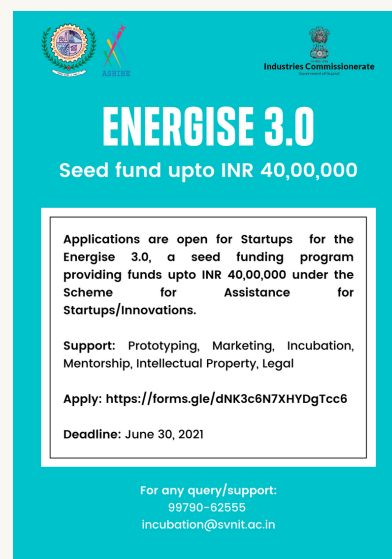 ASHINE
Industries Commissionerate
Government of Gujarat
ENERGISE 3.0
Seed fund upto INR 40,00,000
Applications are open for Startups for the
Energise 3.0, a seed funding program
providing funds upto INR 40,00,000 under the
Scheme for Assistance for
Startups/Innovations.
Support: Prototyping, Marketing, Incubation,
Mentorship, Intellectual Property, Legal
Apply: https://forms.gle/dNK3c6N7XHYDgTcc6
Deadline: June 30, 2021
For any query/support:
99790-62555
incubation@svnit.ac.in